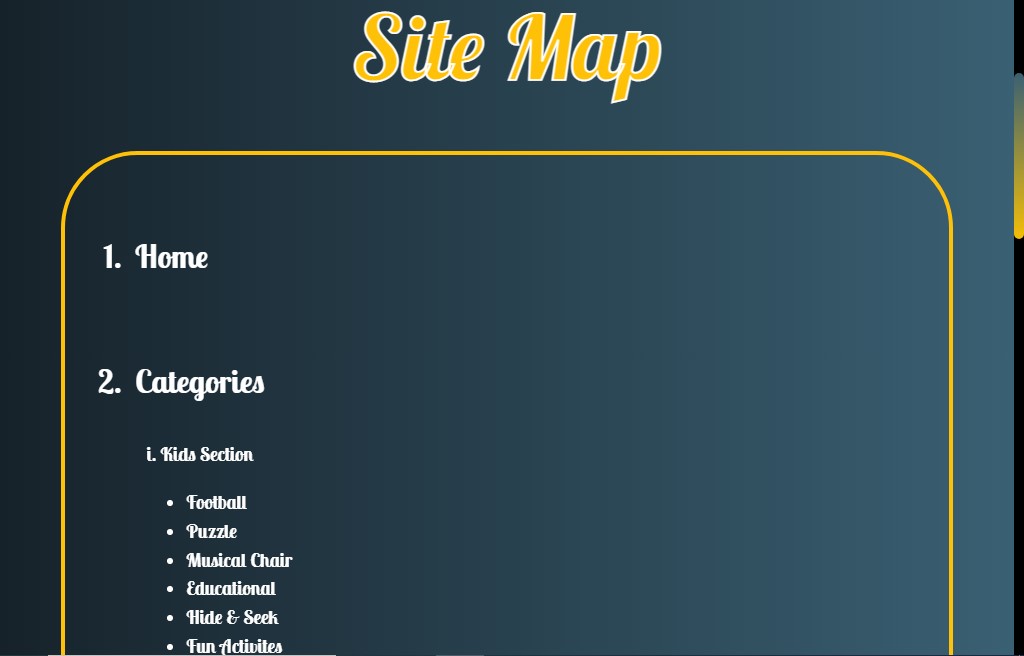 Site Map
1. Home
2. Categories
i. Kids Section
• Football
• Puzzle
• Musical Chair
• Educational
• Hide & Seek
• Fun Activites